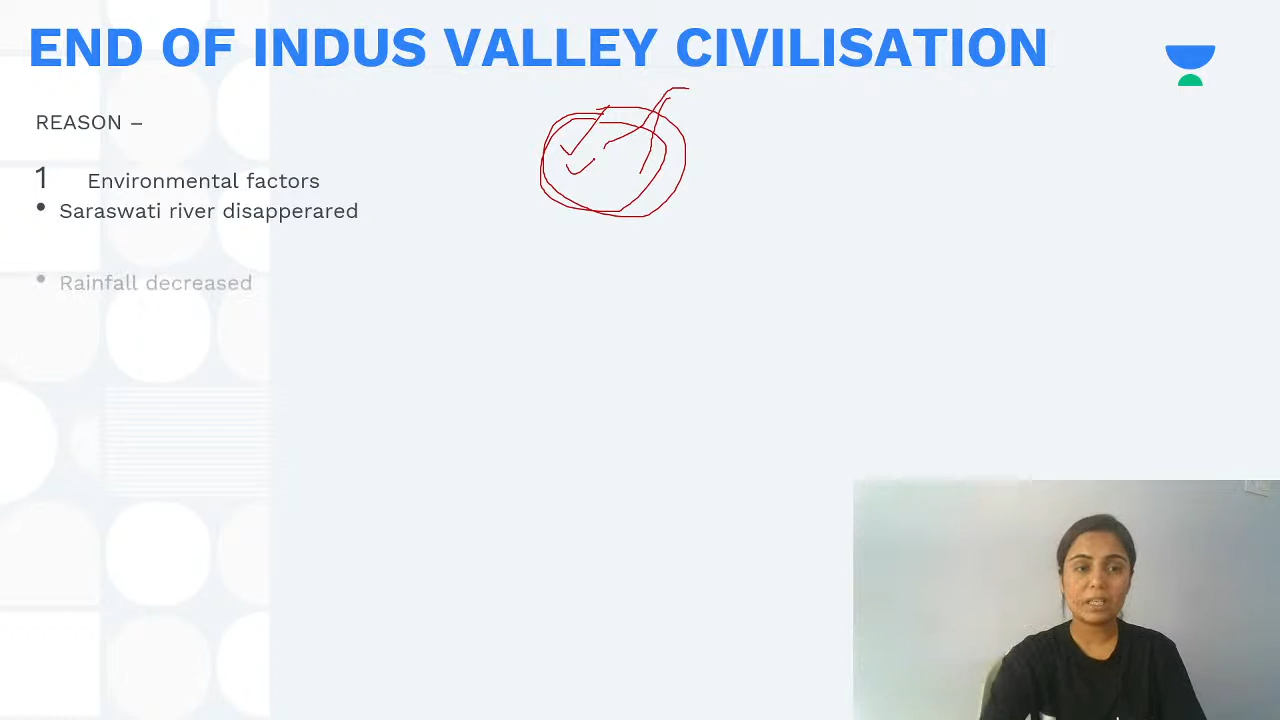 END OF INDUS VALLEY CIVILISATION
REASON –
1 Environmental factors
• Saraswati river disapperared
• Rainfall decreased